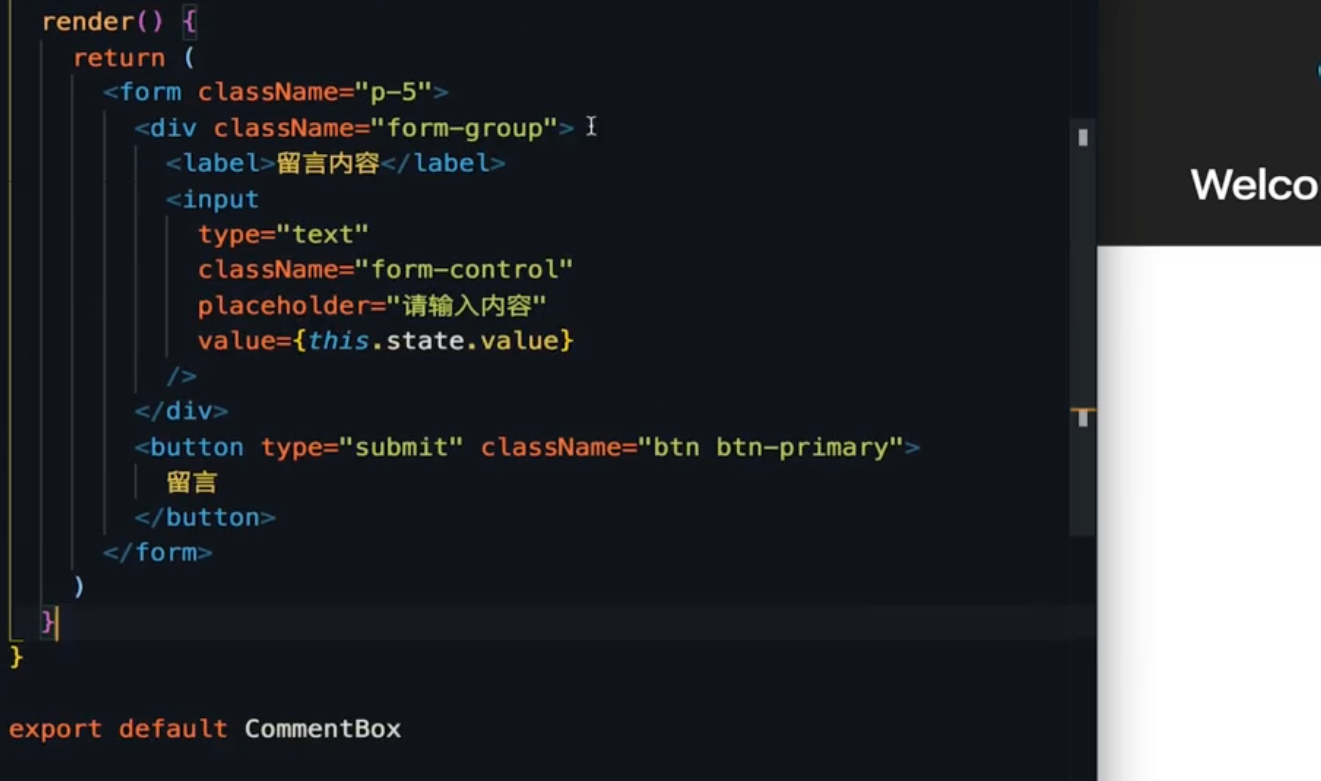 render() {
return (
<form className="p-5">
<div className="form-group">
<label>留言内容</label>
<input
type="text"
className="form-control"
placeholder="请输入内容"
value={this.state.value}
/>
</div>
<button type="submit" className="btn btn-primary">
留言
</button>
</form>
)
}
}
export default CommentBox
Welco